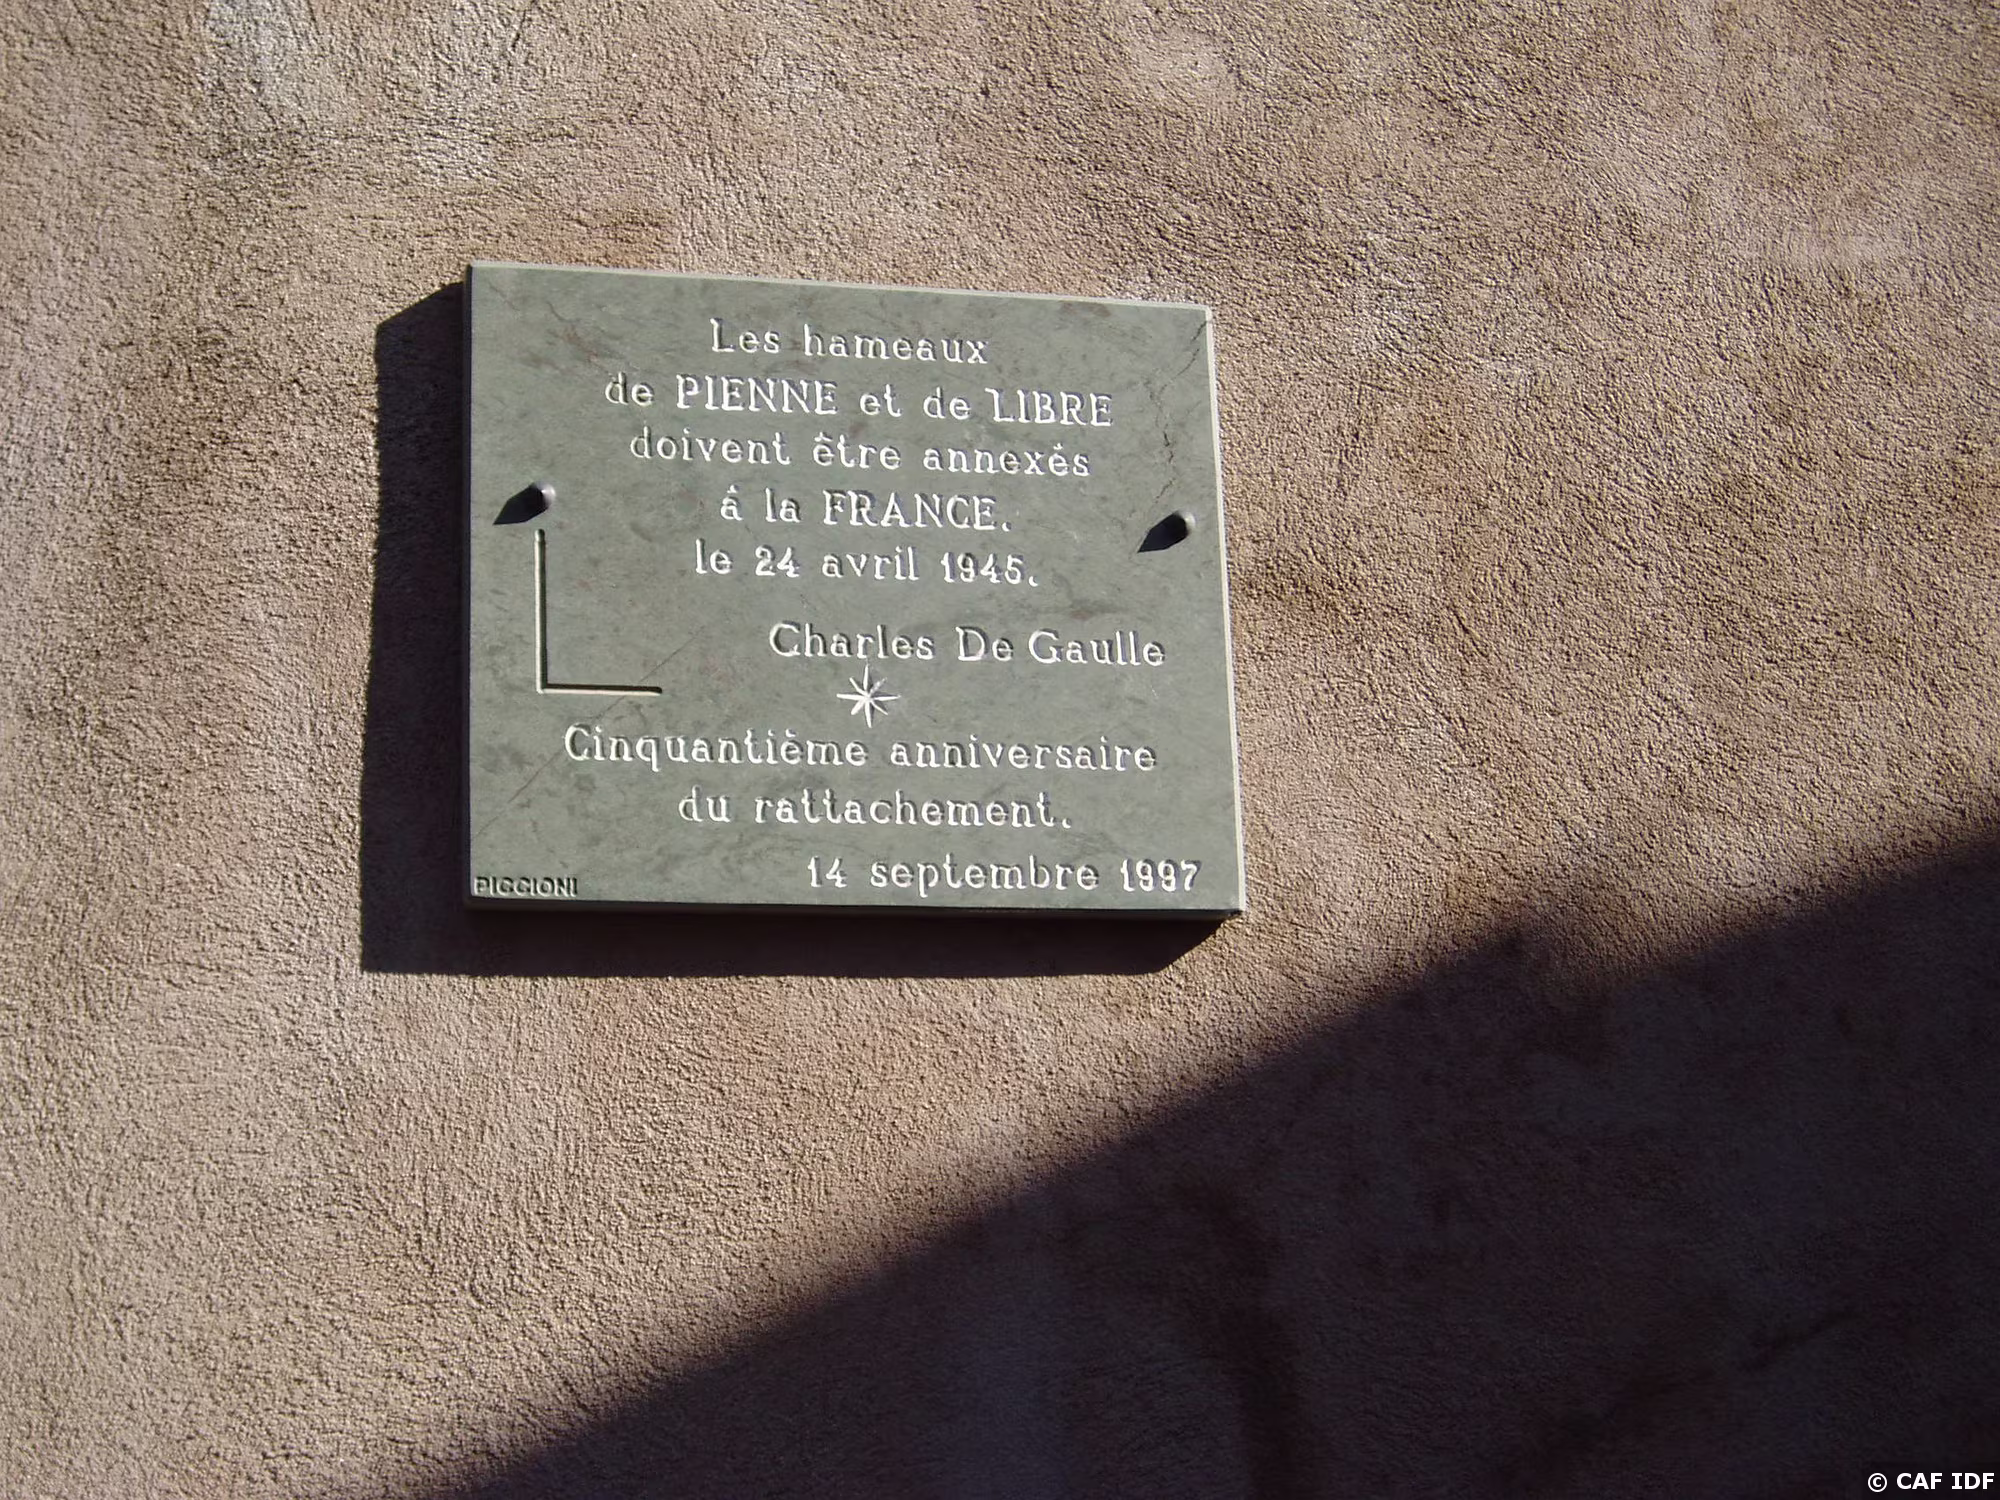 Les hameaux
de PIENNE et de LIBRE
doivent être annexés
à la FRANCE.
le 24 avril 1945.
Charles De Gaulle
Cinquantième anniversaire
du rattachement.
14 septembre 1997
PICCIONI
© CAF IDF